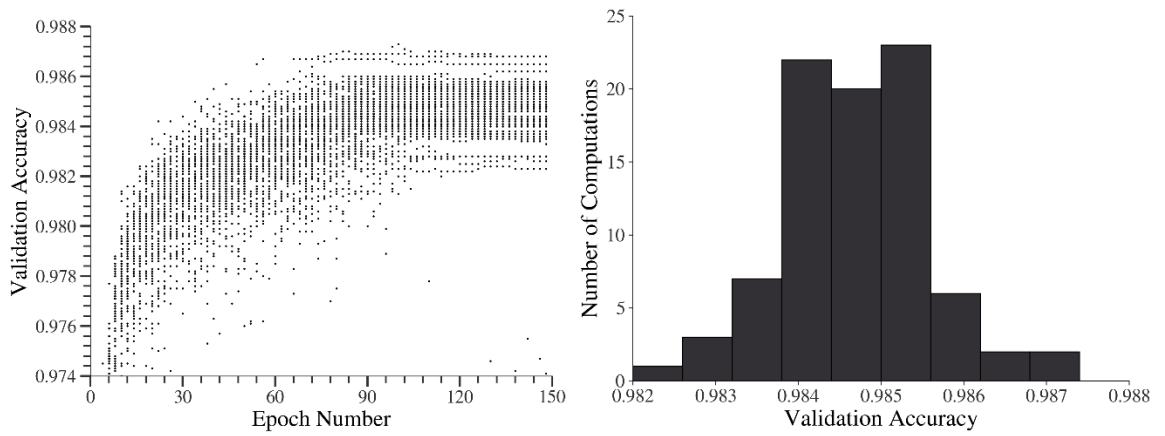 0.988
0.986
0.984
0.982
0.980
0.978
0.976
0.974
Validation Accuracy
0 30 60 90 120 150
Epoch Number
25
20
15
10
5
0
Number of Computations
0.982 0.983 0.984 0.985 0.986 0.987 0.988
Validation Accuracy